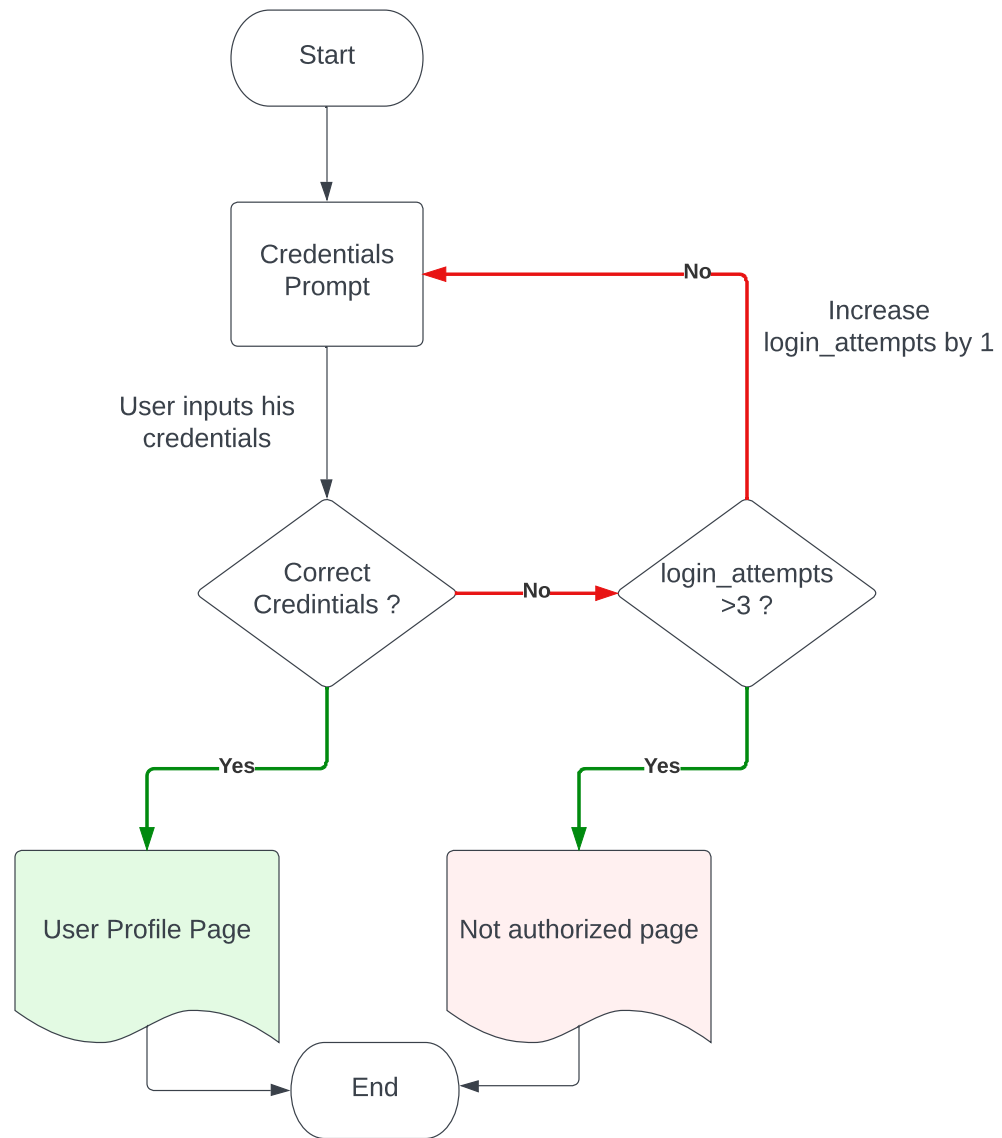 Start
Credentials
Prompt
No
Increase
login_attempts by 1
User inputs his
credentials
Correct
Credintials ?
No
login_attempts
>3 ?
Yes
Yes
User Profile Page
Not authorized page
End